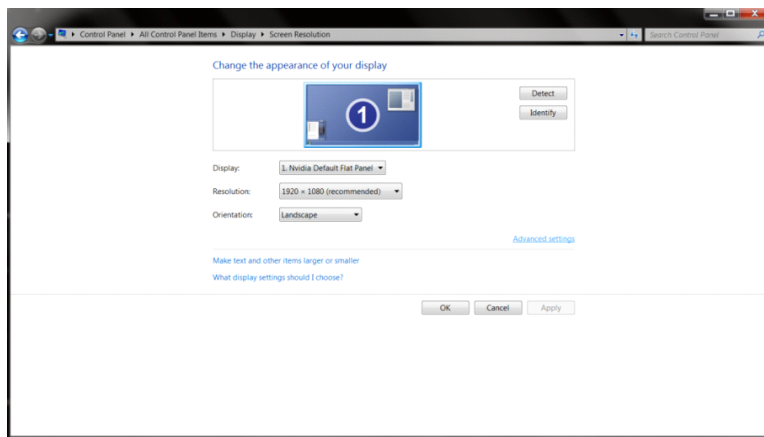 Control Panel ▸ All Control Panel Items ▸ Display ▸ Screen Resolution
Search Control Panel
Change the appearance of your display
1
Detect
Identify
Display: 1. Nvidia Default Flat Panel
Resolution: 1920 × 1080 (recommended)
Orientation: Landscape
Advanced settings
Make text and other items larger or smaller
What display settings should I choose?
OK Cancel Apply